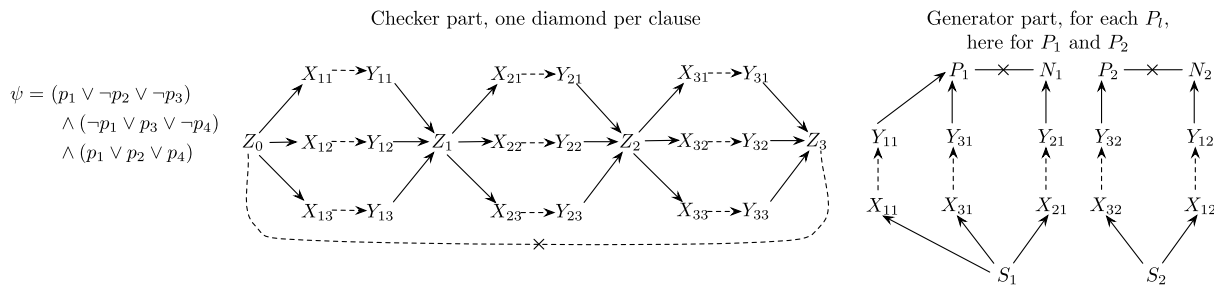 Checker part, one diamond per clause
Generator part, for each P_l,
here for P_1 and P_2
ψ = (p_1 ∨ ¬p_2 ∨ ¬p_3)
∧ (¬p_1 ∨ p_3 ∨ ¬p_4)
∧ (p_1 ∨ p_2 ∨ p_4)
X_11 Y_11 X_21 Y_21 X_31 Y_31
Z_0 X_12 Y_12 Z_1 X_22 Y_22 Z_2 X_32 Y_32 Z_3
X_13 Y_13 X_23 Y_23 X_33 Y_33
P_1 N_1 P_2 N_2
Y_11 Y_31 Y_21 Y_32 Y_12
X_11 X_31 X_21 X_32 X_12
S_1 S_2